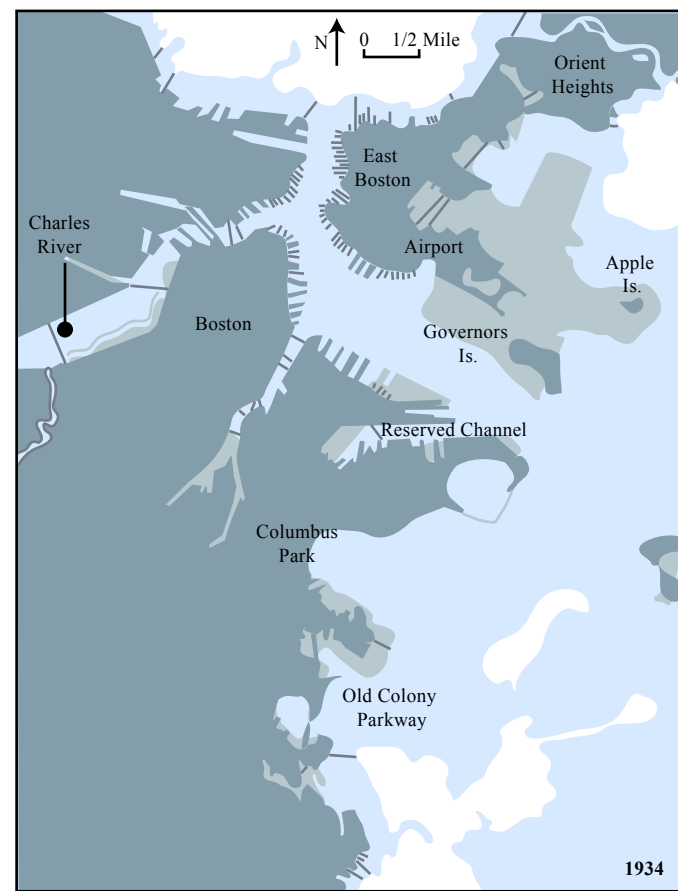 N
0 1/2 Mile
Orient
Heights
East
Boston
Charles
River
Airport
Apple
Is.
Boston
Governors
Is.
Reserved Channel
Columbus
Park
Old Colony
Parkway
1934